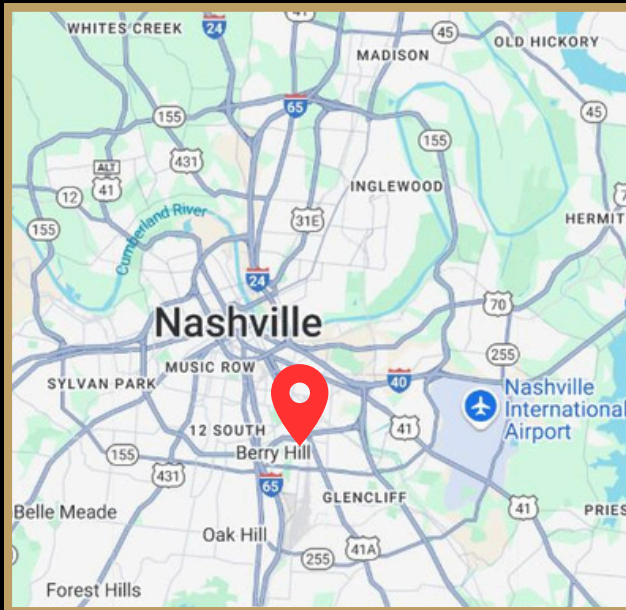 WHITES CREEK
24
45
OLD HICKORY
MADISON
65
155
45
155
ALT
41
431
12
INGLEWOOD
31E
155
Cumberland River
HERMIT
24
70
Nashville
255
MUSIC ROW
40
SYLVAN PARK
Nashville
International
Airport
12 SOUTH
41
Berry Hill
155
431
65
GLENCLIFF
41
Belle Meade
PRIES
Oak Hill
255
41A
Forest Hills